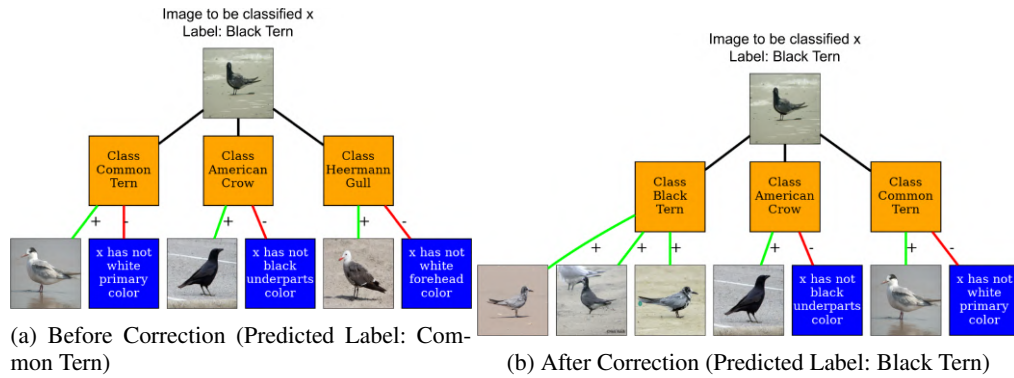 Image to be classified x
Label: Black Tern
Class
Common
Tern
Class
American
Crow
Class
Heermann
Gull
+
-
+
-
+
-
x has not
white
primary
color
x has not
black
underparts
color
x has not
white
forehead
color
(a) Before Correction (Predicted Label: Com-
mon Tern)
Image to be classified x
Label: Black Tern
Class
Black
Tern
Class
American
Crow
Class
Common
Tern
+
+
+
+
-
+
-
x has not
black
underparts
color
x has not
white
primary
color
(b) After Correction (Predicted Label: Black Tern)